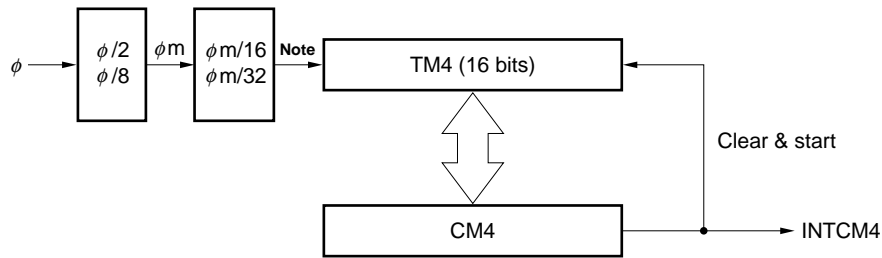 φ
φ/2
φ/8
φm
φm/16
φm/32
Note
TM4 (16 bits)
Clear & start
CM4
INTCM4